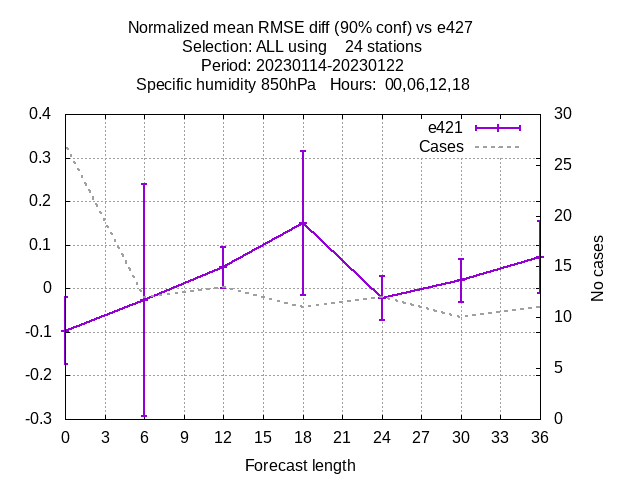 Normalized mean RMSE diff (90% conf) vs e427
Selection: ALL using    24 stations
Period: 20230114-20230122
Specific humidity 850hPa   Hours:  00,06,12,18
e421
Cases
0.4
0.3
0.2
0.1
0
-0.1
-0.2
-0.3
30
25
20
15
10
5
0
No cases
0 3 6 9 12 15 18 21 24 27 30 33 36
Forecast length